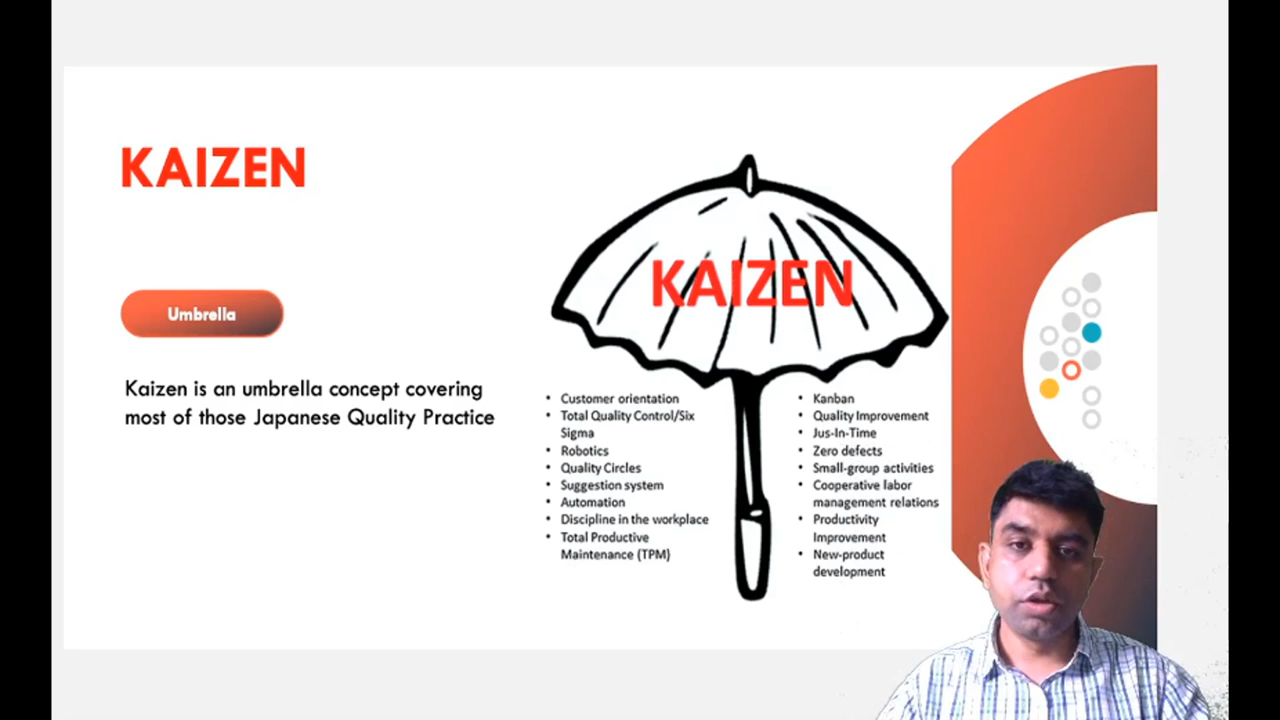 KAIZEN
Umbrella
Kaizen is an umbrella concept covering
most of those Japanese Quality Practice
KAIZEN
• Customer orientation
• Total Quality Control/Six
Sigma
• Robotics
• Quality Circles
• Suggestion system
• Automation
• Discipline in the workplace
• Total Productive
Maintenance (TPM)
• Kanban
• Quality Improvement
• Jus-In-Time
• Zero defects
• Small-group activities
• Cooperative labor
management relations
• Productivity
Improvement
• New-product
development